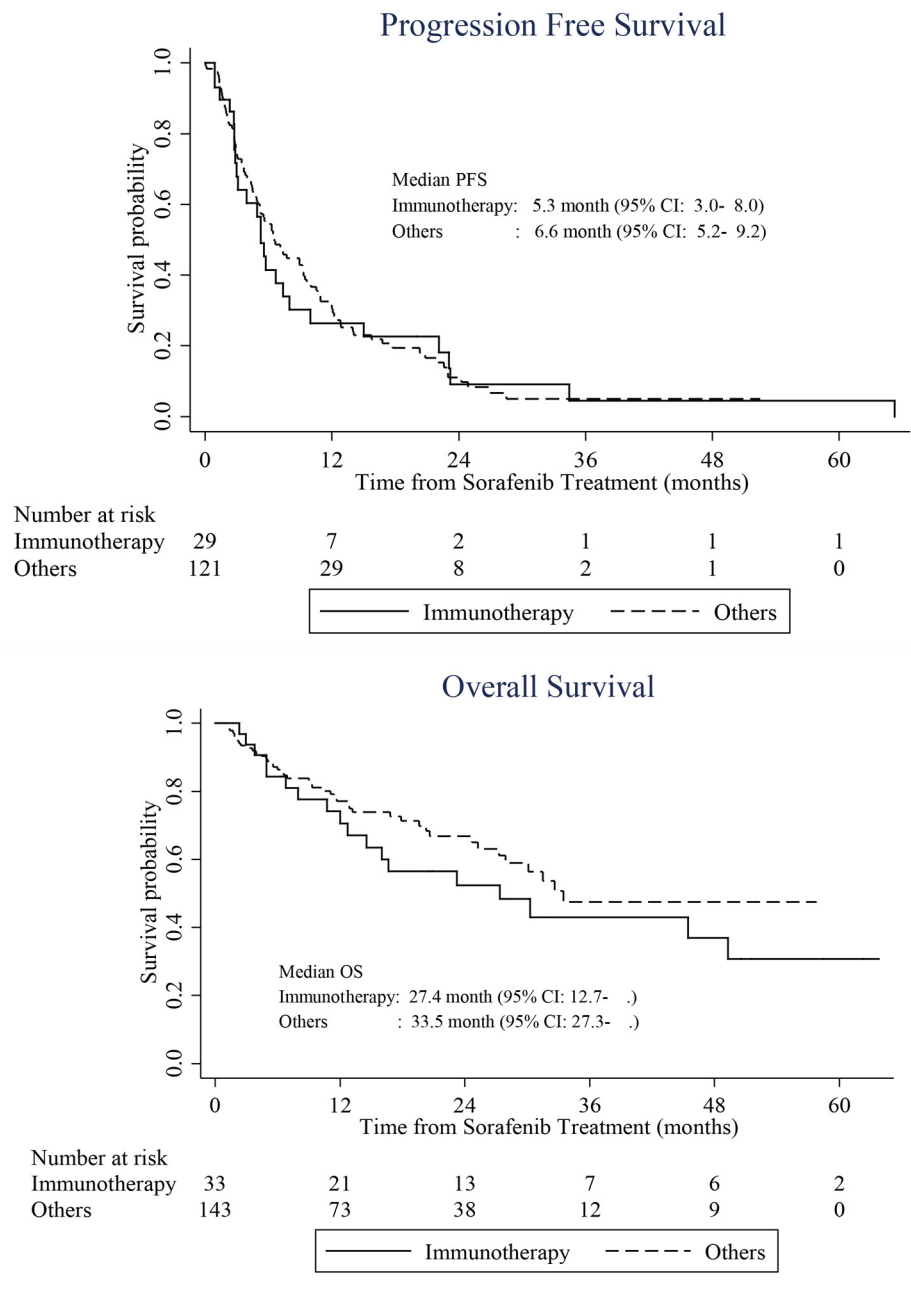 Progression Free Survival
Survival probability
1.0
0.8
0.6
0.4
0.2
0.0
Median PFS
Immunotherapy: 5.3 month (95% CI: 3.0- 8.0)
Others : 6.6 month (95% CI: 5.2- 9.2)
0 12 24 36 48 60
Time from Sorafenib Treatment (months)
Number at risk
Immunotherapy 29 7 2 1 1 1
Others 121 29 8 2 1 0
Immunotherapy Others
Overall Survival
Survival probability
1.0
0.8
0.6
0.4
0.2
0.0
Median OS
Immunotherapy: 27.4 month (95% CI: 12.7- .)
Others : 33.5 month (95% CI: 27.3- .)
0 12 24 36 48 60
Time from Sorafenib Treatment (months)
Number at risk
Immunotherapy 33 21 13 7 6 2
Others 143 73 38 12 9 0
Immunotherapy Others